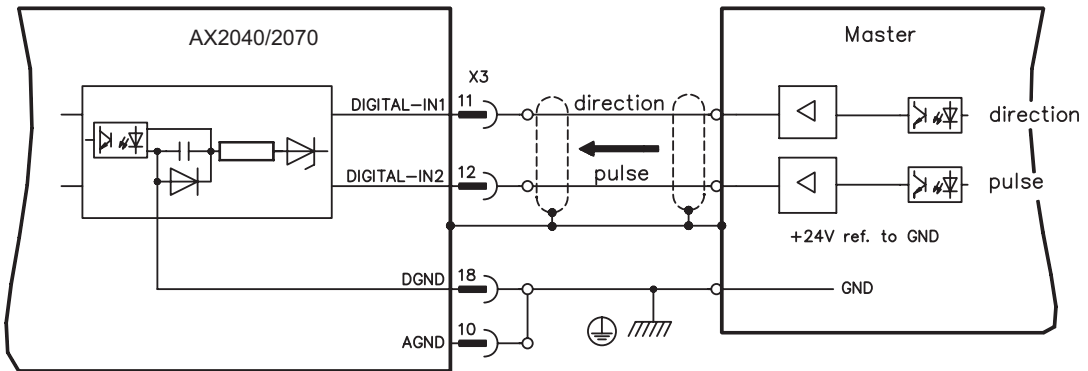 AX2040/2070
Master
X3
DIGITAL-IN1 11
direction
direction
DIGITAL-IN2 12
pulse
pulse
+24V ref. to GND
DGND 18
GND
AGND 10